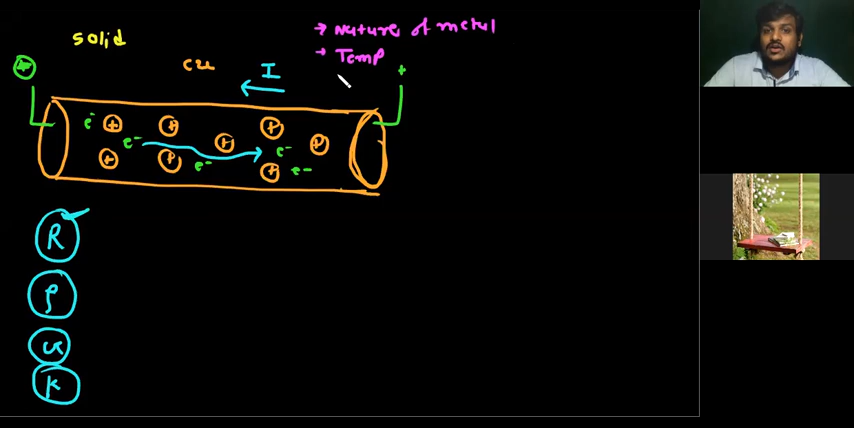 → Nature of metal
solid
→ Temp
Cu
I
+
e⁻ + + + +
e⁻ + e⁻ +
+ + e⁻ + e⁻
R
ρ
G
K